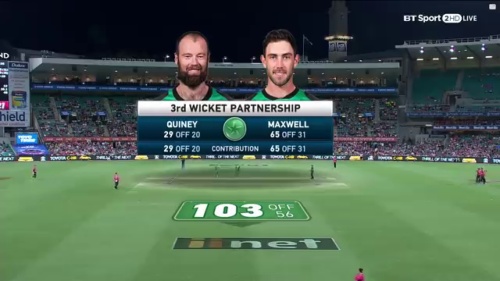 BT Sport 2HD LIVE
3rd WICKET PARTNERSHIP
QUINEY MAXWELL
29 OFF 20 65 OFF 31
29 OFF 20 CONTRIBUTION 65 OFF 31
103 OFF 56
iinet